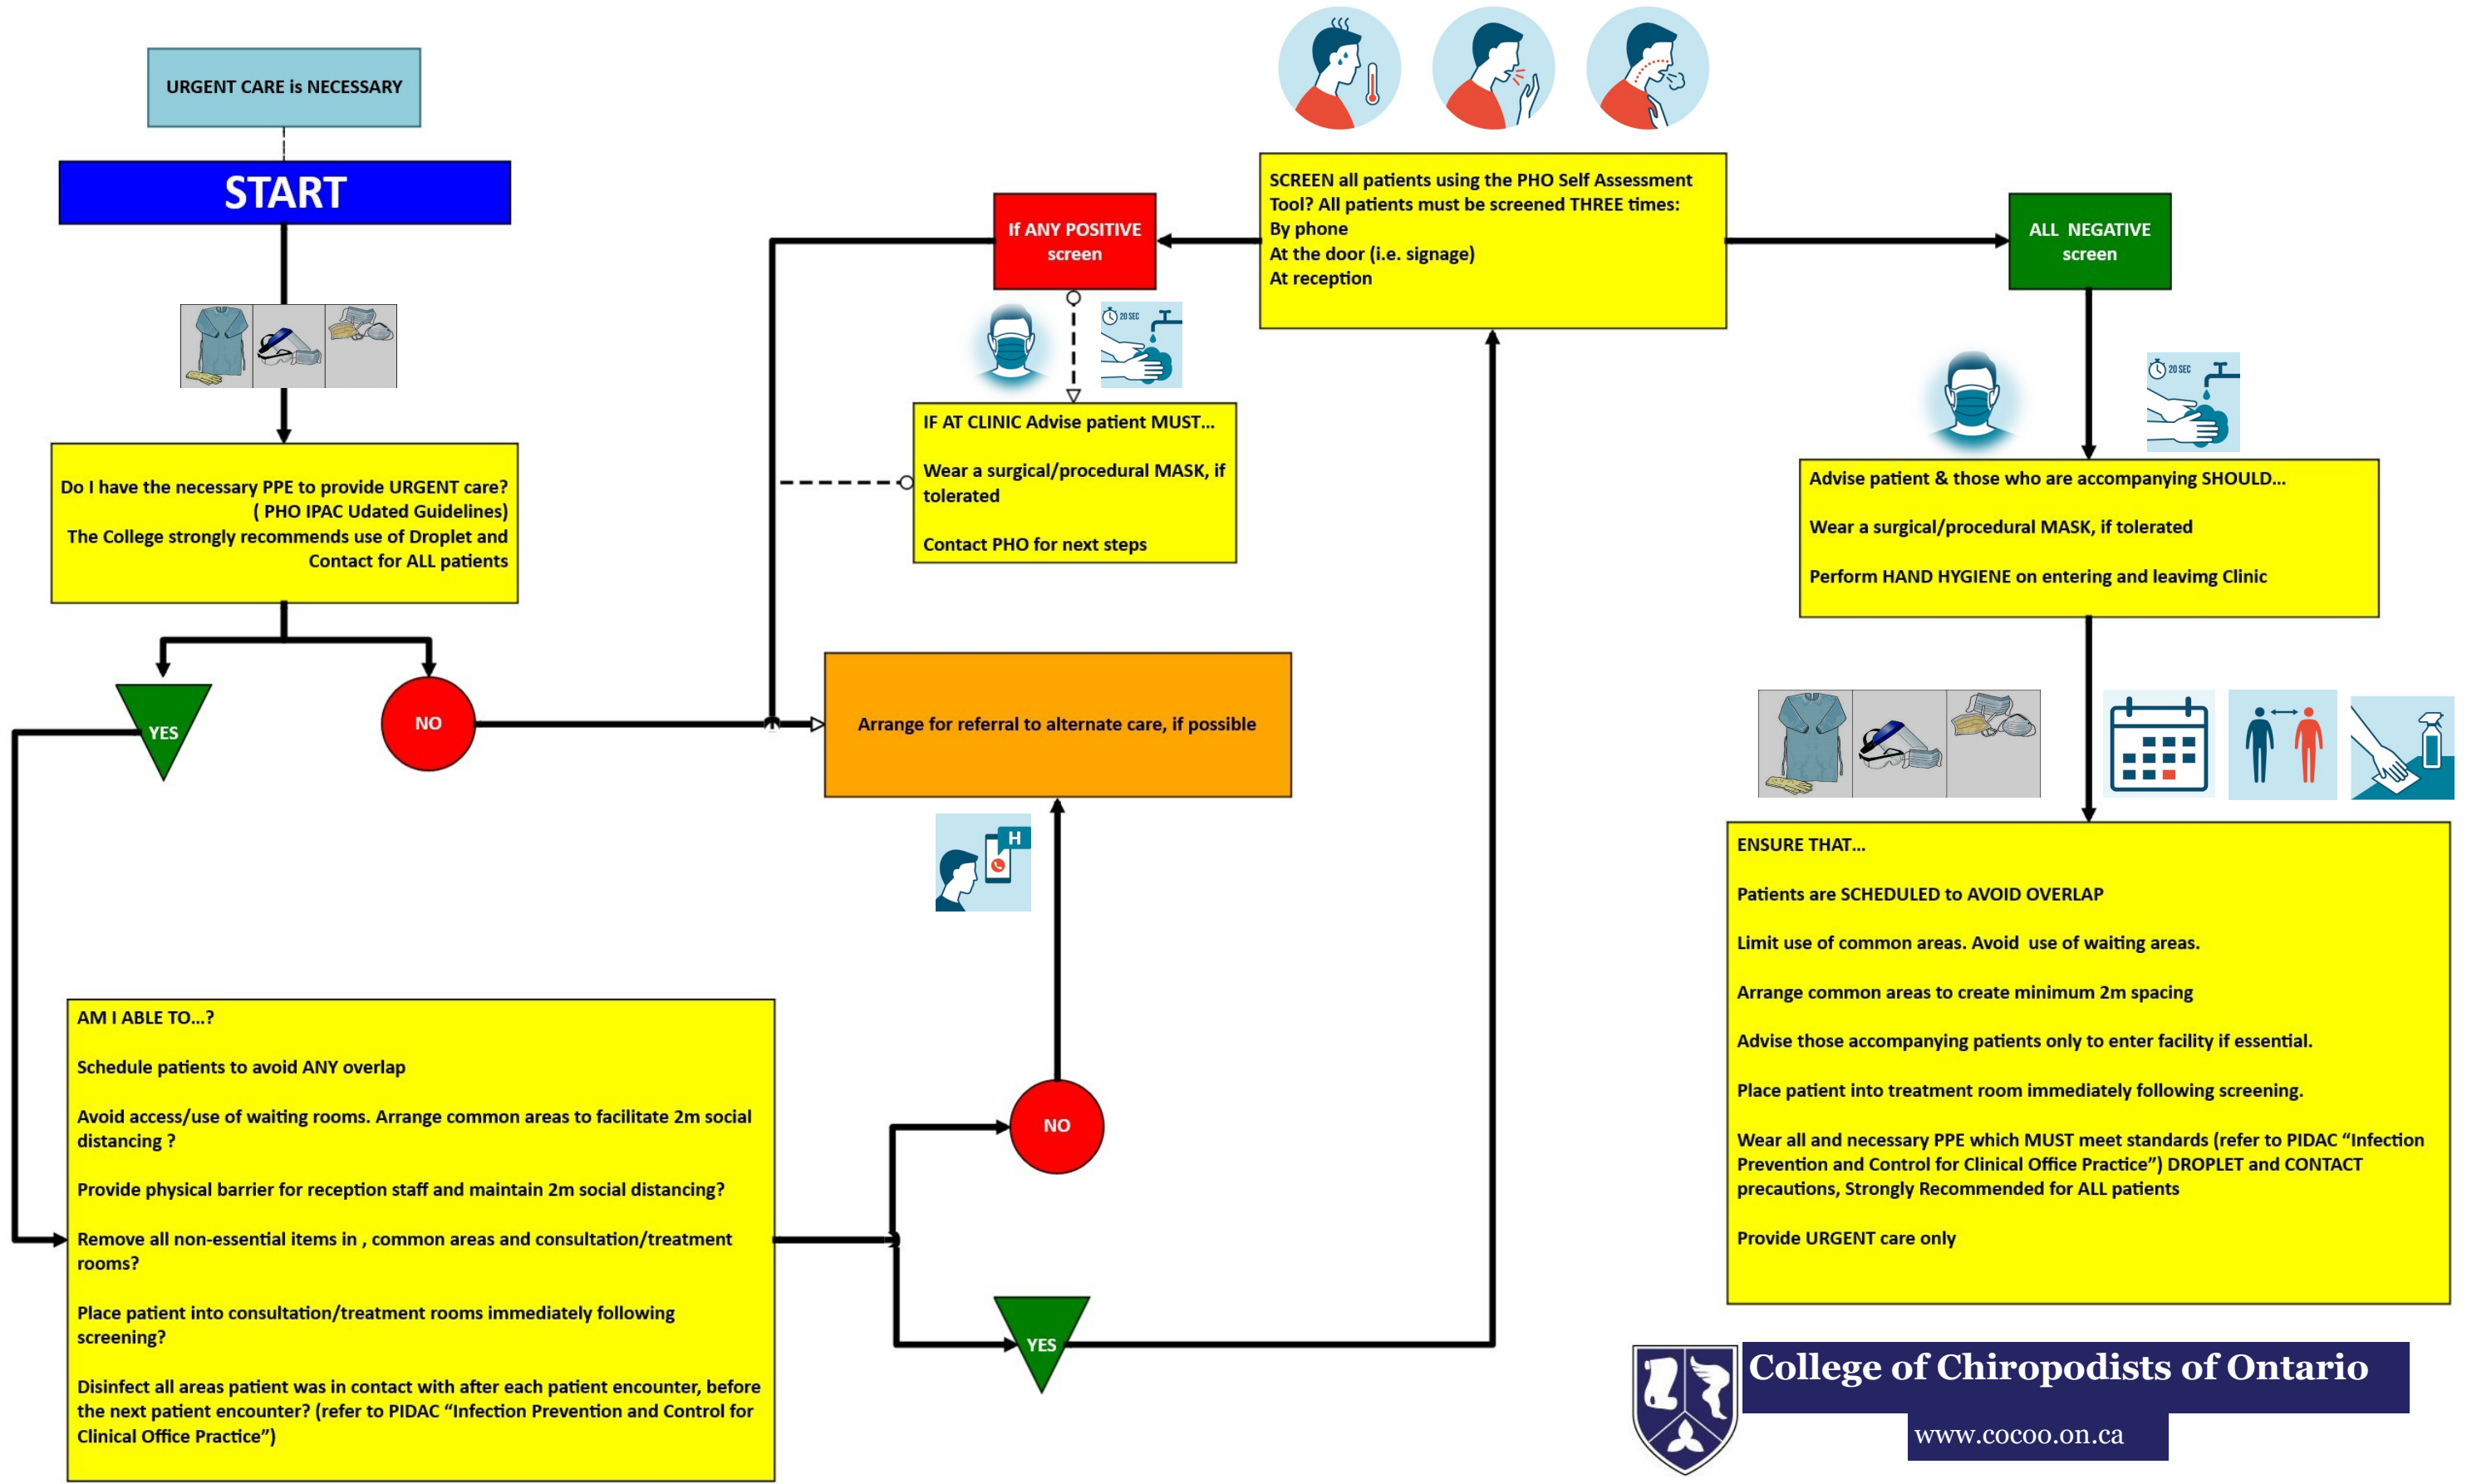 URGENT CARE is NECESSARY
START
Do I have the necessary PPE to provide URGENT care?
( PHO IPAC Udated Guidelines)
The College strongly recommends use of Droplet and
Contact for ALL patients
YES
NO
AM I ABLE TO...?
Schedule patients to avoid ANY overlap
Avoid access/use of waiting rooms. Arrange common areas to facilitate 2m social
distancing ?
Provide physical barrier for reception staff and maintain 2m social distancing?
Remove all non-essential items in , common areas and consultation/treatment
rooms?
Place patient into consultation/treatment rooms immediately following
screening?
Disinfect all areas patient was in contact with after each patient encounter, before
the next patient encounter? (refer to PIDAC “Infection Prevention and Control for
Clinical Office Practice”)
NO
YES
Arrange for referral to alternate care, if possible
H
SCREEN all patients using the PHO Self Assessment
Tool? All patients must be screened THREE times:
By phone
At the door (i.e. signage)
At reception
If ANY POSITIVE
screen
20 SEC
IF AT CLINIC Advise patient MUST...
Wear a surgical/procedural MASK, if
tolerated
Contact PHO for next steps
ALL NEGATIVE
screen
20 SEC
Advise patient & those who are accompanying SHOULD...
Wear a surgical/procedural MASK, if tolerated
Perform HAND HYGIENE on entering and leavimg Clinic
ENSURE THAT...
Patients are SCHEDULED to AVOID OVERLAP
Limit use of common areas. Avoid use of waiting areas.
Arrange common areas to create minimum 2m spacing
Advise those accompanying patients only to enter facility if essential.
Place patient into treatment room immediately following screening.
Wear all and necessary PPE which MUST meet standards (refer to PIDAC “Infection
Prevention and Control for Clinical Office Practice”) DROPLET and CONTACT
precautions, Strongly Recommended for ALL patients
Provide URGENT care only
College of Chiropodists of Ontario
www.cocoo.on.ca